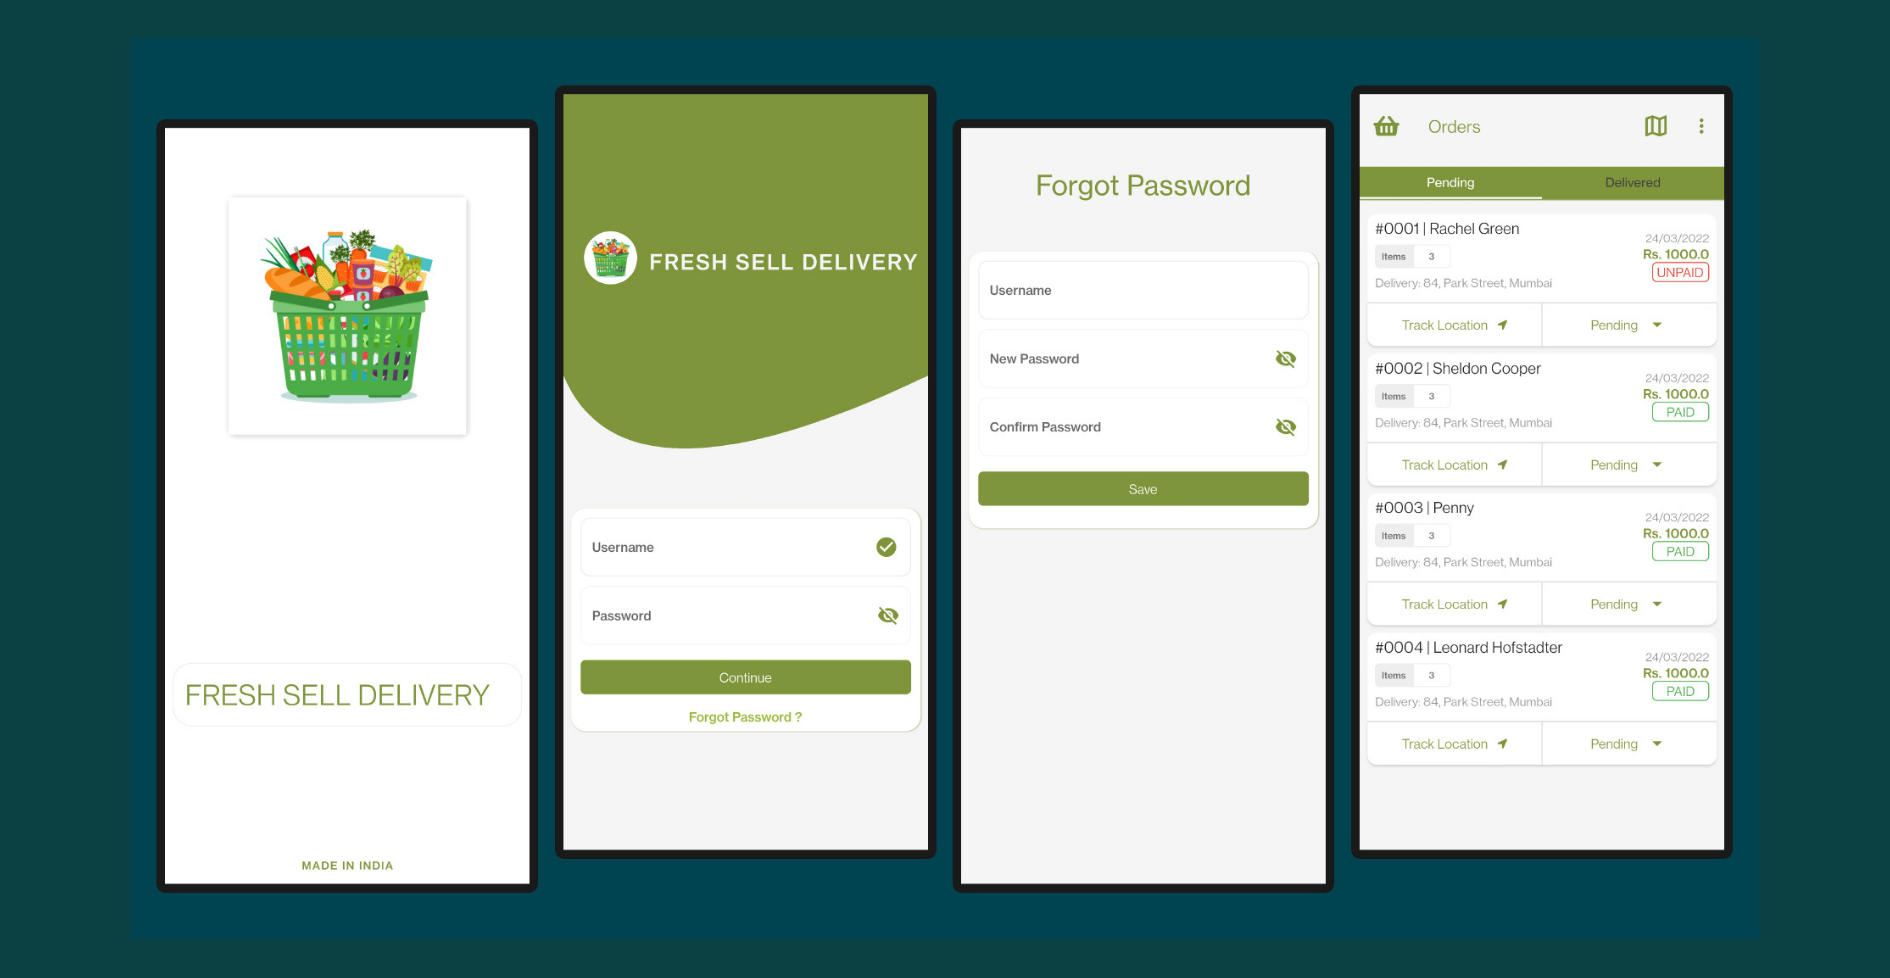 FRESH SELL DELIVERY
MADE IN INDIA
FRESH SELL DELIVERY
Username
Password
Continue
Forgot Password ?
Forgot Password
Username
New Password
Confirm Password
Save
Orders
Pending Delivered
#0001 | Rachel Green
24/03/2022
Items 3
Rs. 1000.0
UNPAID
Delivery: 84, Park Street, Mumbai
Track Location Pending
#0002 | Sheldon Cooper
24/03/2022
Items 3
Rs. 1000.0
PAID
Delivery: 84, Park Street, Mumbai
Track Location Pending
#0003 | Penny
24/03/2022
Items 3
Rs. 1000.0
PAID
Delivery: 84, Park Street, Mumbai
Track Location Pending
#0004 | Leonard Hofstadter
24/03/2022
Items 3
Rs. 1000.0
PAID
Delivery: 84, Park Street, Mumbai
Track Location Pending